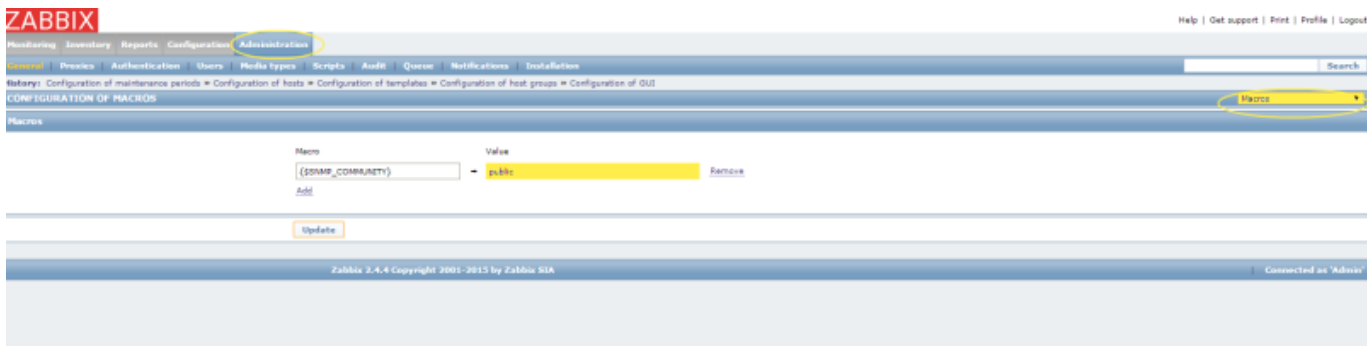 ZABBIX
Help | Get support | Print | Profile | Logout
Monitoring Inventory Reports Configuration Administration
General | Proxies | Authentication | Users | Media types | Scripts | Audit | Queue | Notifications | Installation
Search
History: Configuration of maintenance periods » Configuration of hosts » Configuration of templates » Configuration of host groups » Configuration of GUI
CONFIGURATION OF MACROS
Macros
Macros
Macro Value
{$SNMP_COMMUNITY} → public Remove
Add
Update
Zabbix 2.4.4 Copyright 2001-2015 by Zabbix SIA
Connected as 'Admin'